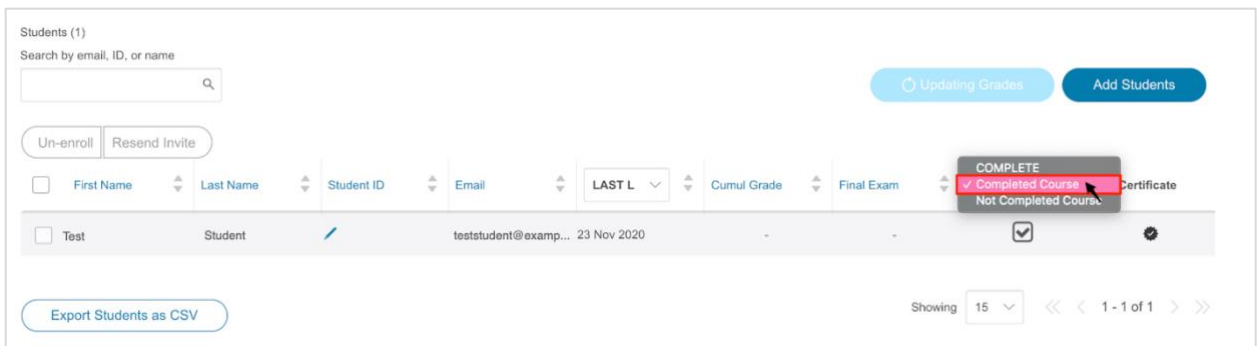 Students (1)
Search by email, ID, or name
Updating Grades
Add Students
Un-enroll
Resend Invite
COMPLETE
✓ Completed Course
Not Completed Course
First Name
Last Name
Student ID
Email
LAST L
Cumul Grade
Final Exam
Certificate
Test
Student
teststudent@examp...
23 Nov 2020
-
-
Export Students as CSV
Showing
15
1 - 1 of 1